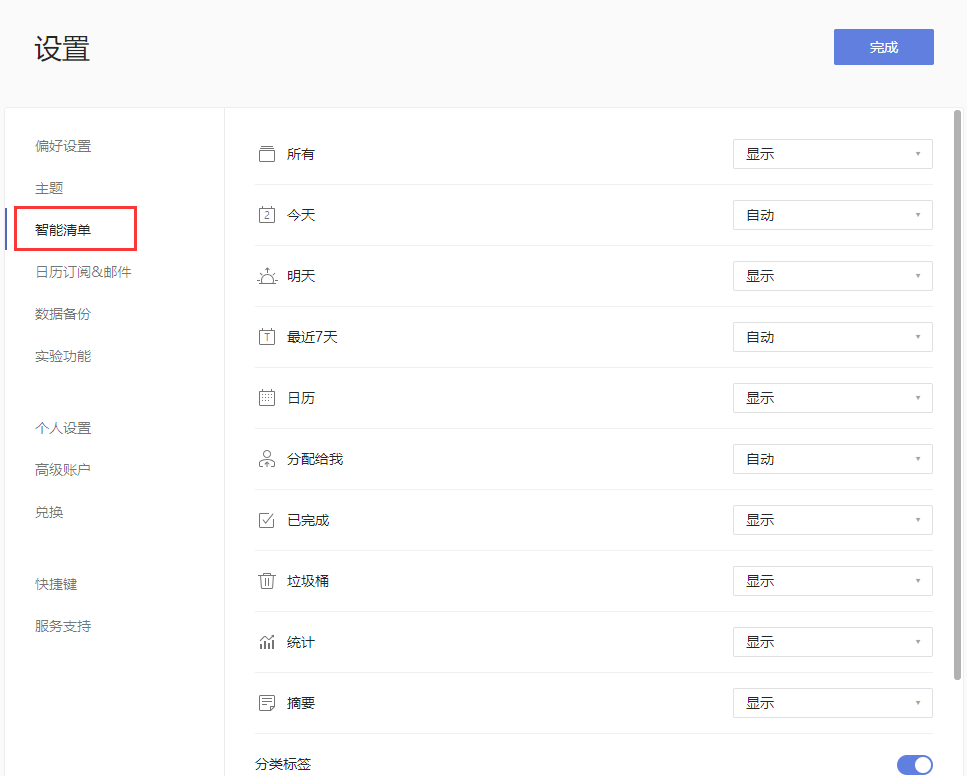 设置
完成
偏好设置
主题
智能清单
日历订阅&邮件
数据备份
实验功能
个人设置
高级账户
兑换
快捷键
服务支持
所有 显示
2 今天 自动
明天 显示
T 最近7天 自动
日历 显示
分配给我 自动
已完成 显示
垃圾桶 显示
统计 显示
摘要 显示
分类标签